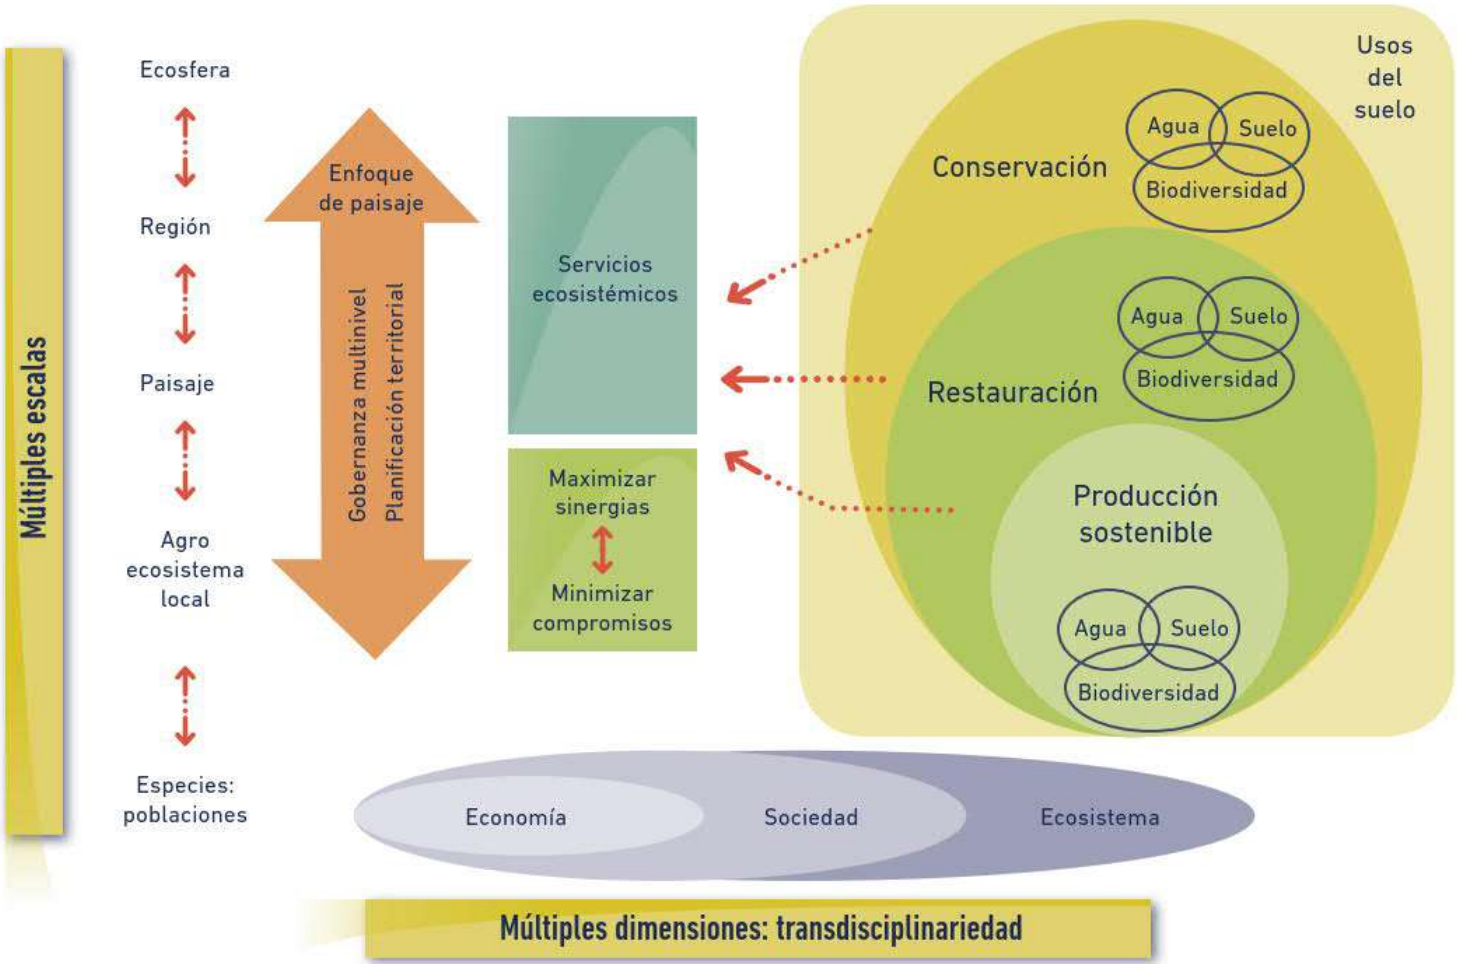 Múltiples escalas
Ecosfera
Región
Paisaje
Agro
ecosistema
local
Especies:
poblaciones
Enfoque
de paisaje
Gobernanza multinivel
Planificación territorial
Servicios
ecosistémicos
Maximizar
sinergias
Minimizar
compromisos
Usos
del
suelo
Conservación
Agua
Suelo
Biodiversidad
Restauración
Agua
Suelo
Biodiversidad
Producción
sostenible
Agua
Suelo
Biodiversidad
Economía
Sociedad
Ecosistema
Múltiples dimensiones: transdisciplinariedad